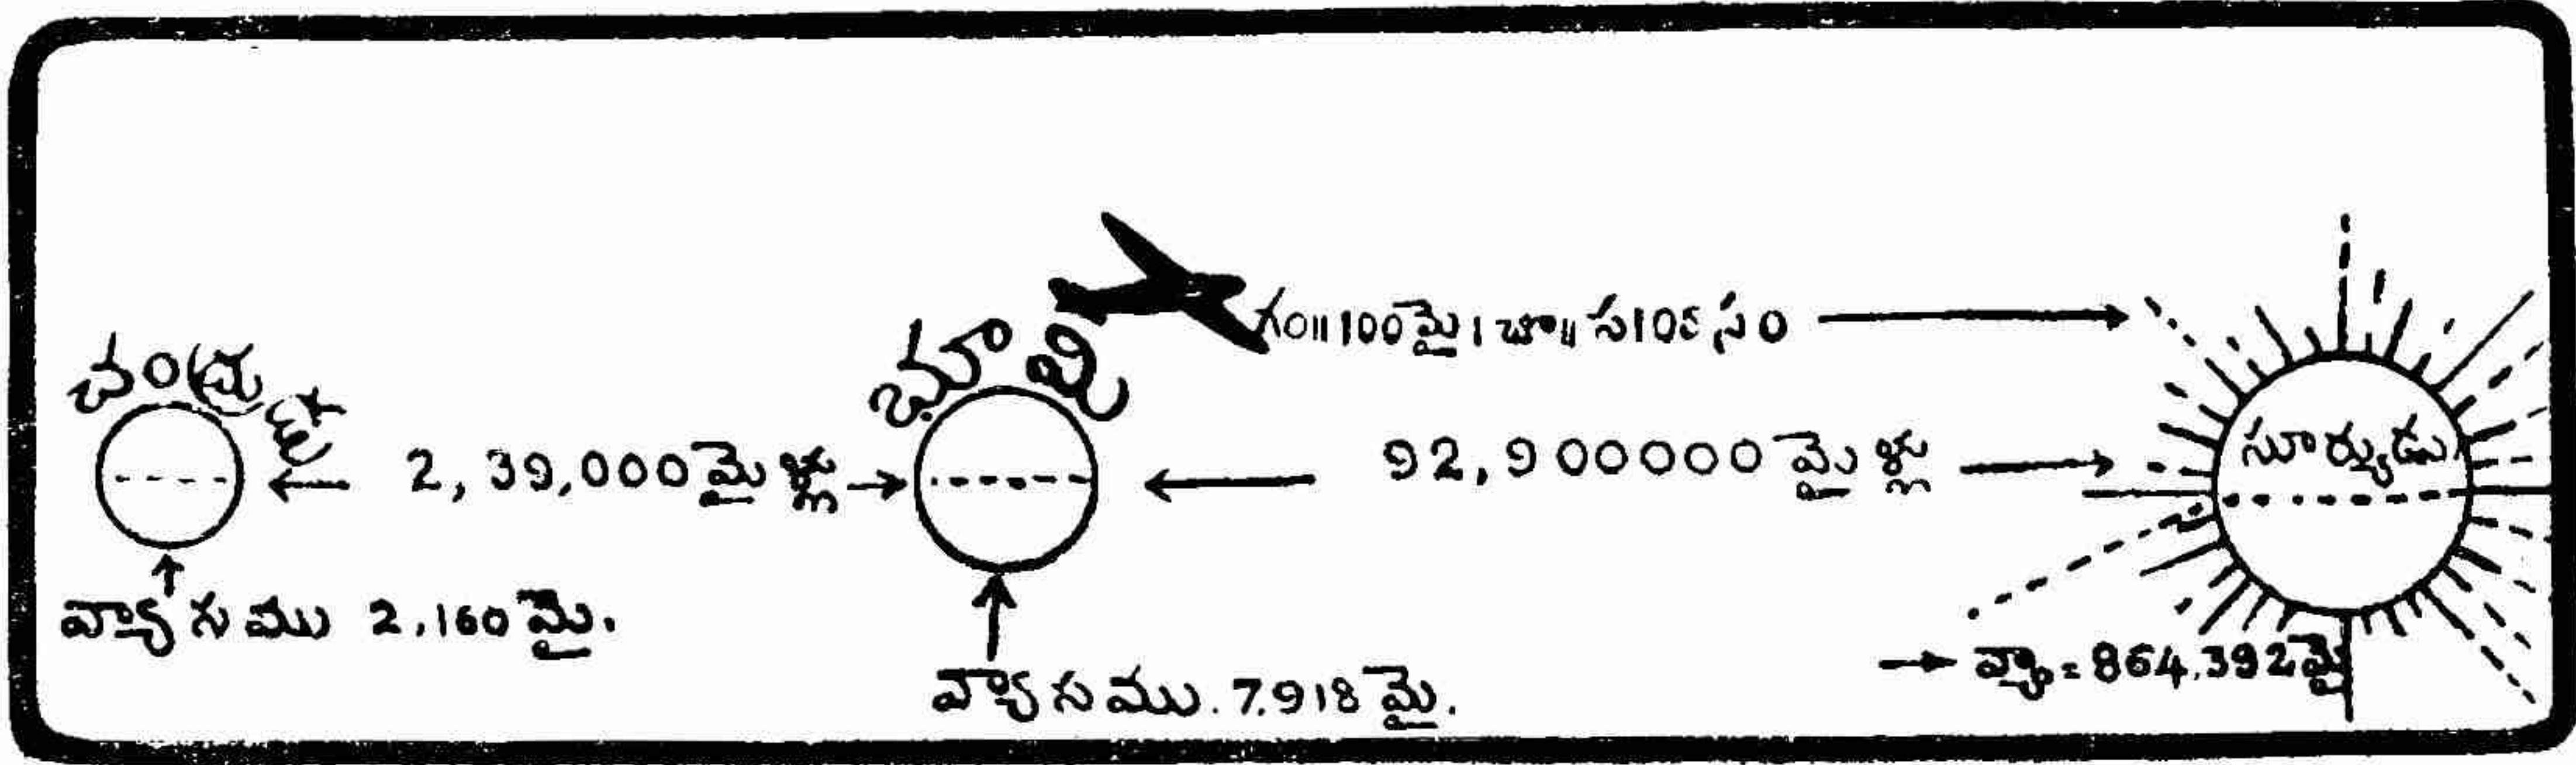 గం॥ 100 మై। చొ॥ స 105 సం
చంద్రుడు
భూమి
2,39,000 మైళ్లు
92,900000 మైళ్లు
సూర్యుడు
వ్యాసము 2,160 మై.
వ్యాసము. 7.918 మై.
వ్యా = 864.392 మై